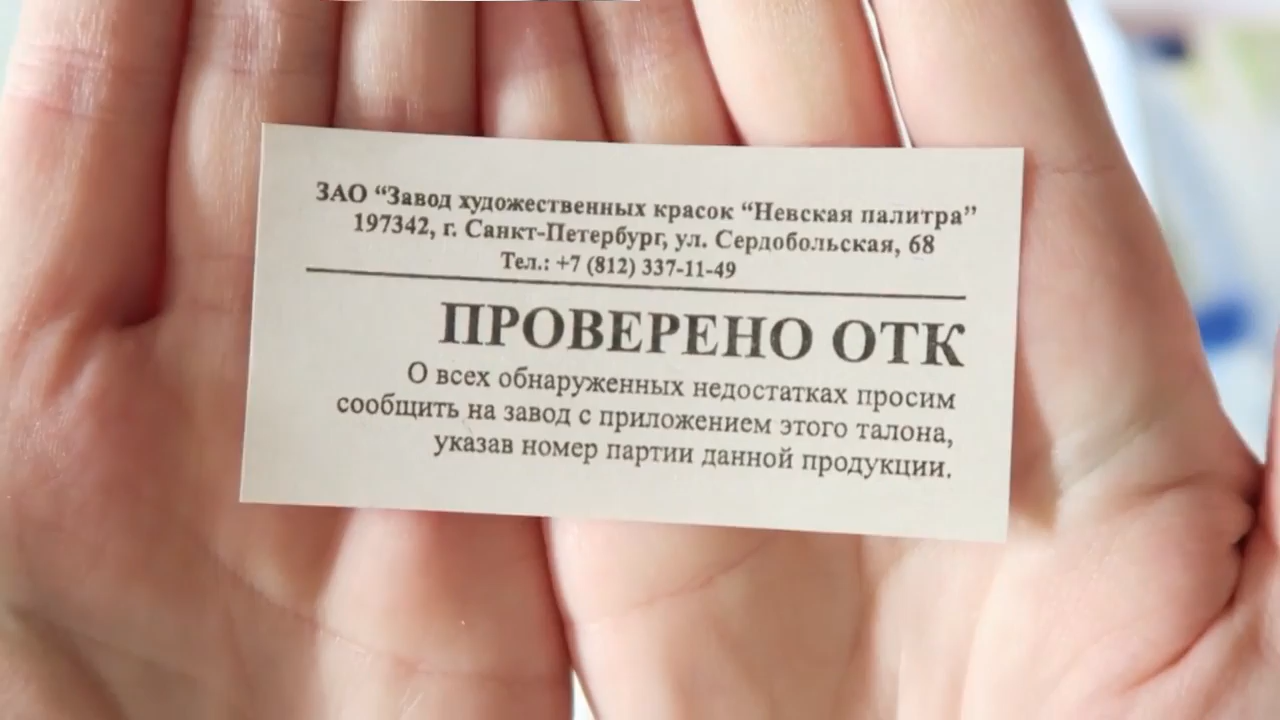 ЗАО “Завод художественных красок “Невская палитра”
197342, г. Санкт-Петербург, ул. Сердобольская, 68
Тел.: +7 (812) 337-11-49
ПРОВЕРЕНО ОТК
О всех обнаруженных недостатках просим
сообщить на завод с приложением этого талона,
указав номер партии данной продукции.